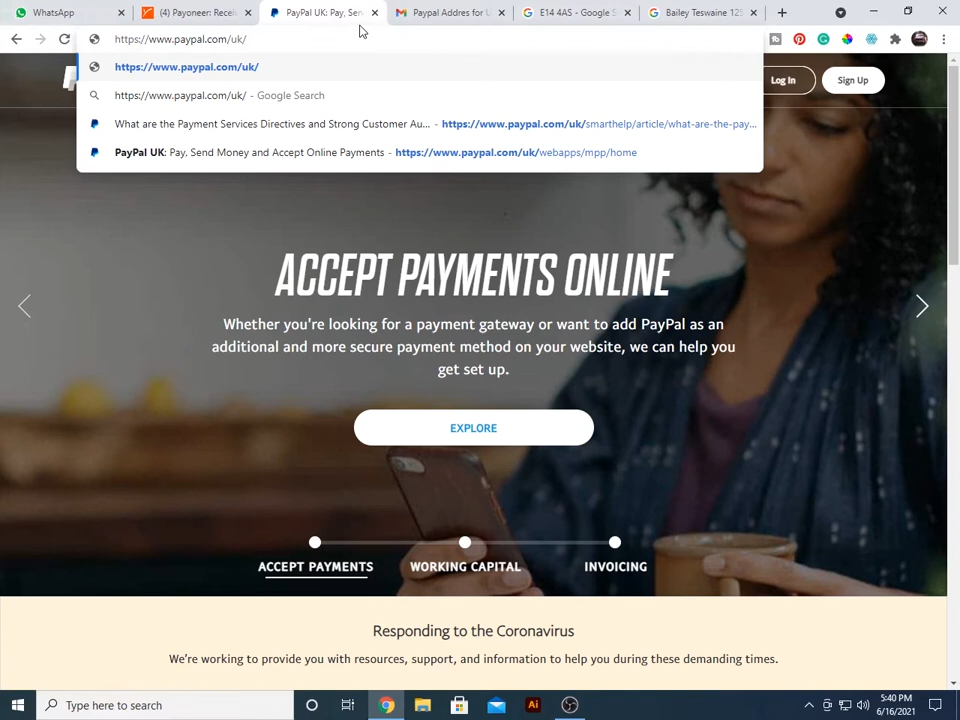 WhatsApp
(4) Payoneer: Recei
PayPal UK: Pay, Sen
Paypal Addres for U
E14 4AS - Google S
Bailey Teswaine 125
https://www.paypal.com/uk/
https://www.paypal.com/uk/
https://www.paypal.com/uk/ - Google Search
What are the Payment Services Directives and Strong Customer Au... - https://www.paypal.com/uk/smarthelp/article/what-are-the-pay...
PayPal UK: Pay, Send Money and Accept Online Payments - https://www.paypal.com/uk/webapps/mpp/home
Log In
Sign Up
ACCEPT PAYMENTS ONLINE
Whether you're looking for a payment gateway or want to add PayPal as an
additional and more secure payment method on your website, we can help you
get set up.
EXPLORE
ACCEPT PAYMENTS
WORKING CAPITAL
INVOICING
Responding to the Coronavirus
We're working to provide you with resources, support, and information to help you during these demanding times.
Type here to search
Ai
5:40 PM
6/16/2021